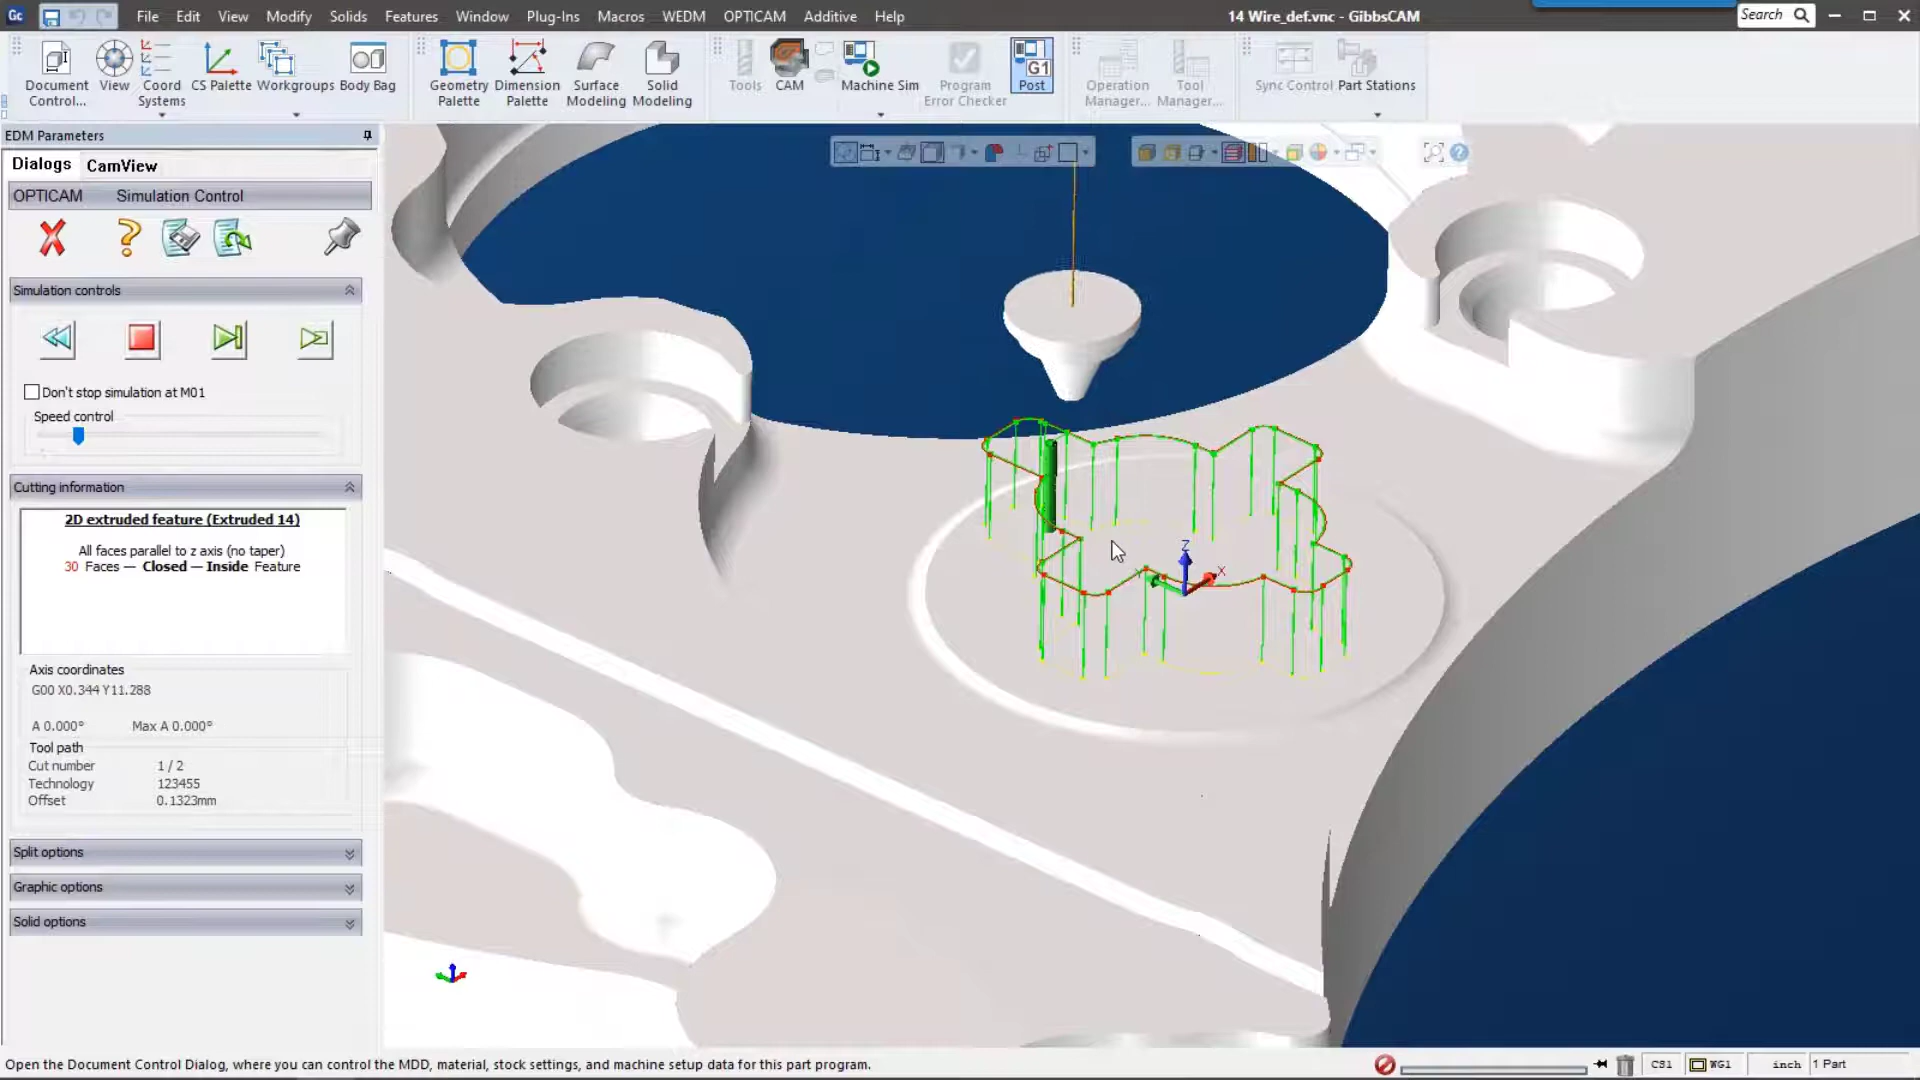 Gc File Edit View Modify Solids Features Window Plug-Ins Macros WEDM OPTICAM Additive Help 14 Wire_def.vnc - GibbsCAM Search
Document Control... View Coord Systems CS Palette Workgroups Body Bag Geometry Palette Dimension Palette Surface Modeling Solid Modeling Tools CAM Machine Sim Program Error Checker G1 Post Operation Manager... Tool Manager... Sync Control Part Stations
EDM Parameters
Dialogs CamView
OPTICAM Simulation Control
Simulation controls
Don't stop simulation at M01
Speed control
Cutting information
2D extruded feature (Extruded 14)
All faces parallel to z axis (no taper)
30 Faces — Closed — Inside Feature
Axis coordinates
G00 X0.344 Y11.288
A 0.000° Max A 0.000°
Tool path
Cut number 1 / 2
Technology 123455
Offset 0.1323mm
Split options
Graphic options
Solid options
Z
X
Y
Open the Document Control Dialog, where you can control the MDD, material, stock settings, and machine setup data for this part program. CS1 WG1 inch 1 Part